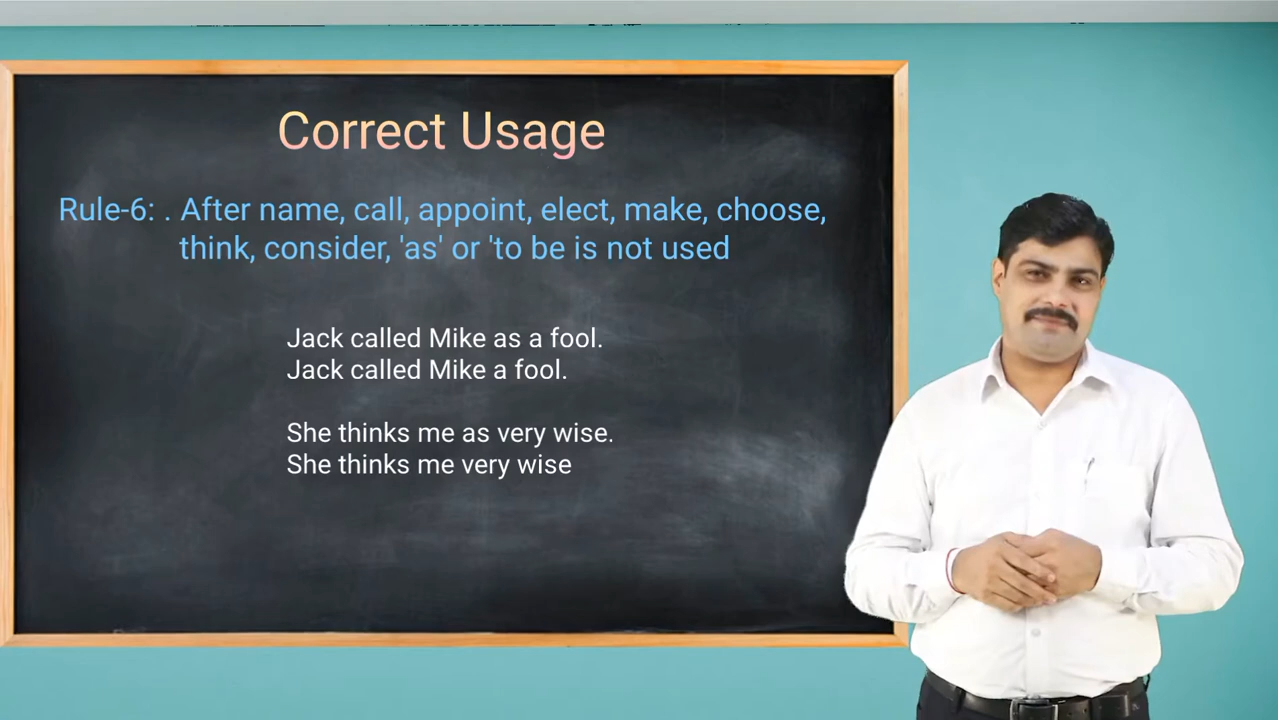 Correct Usage
Rule-6: . After name, call, appoint, elect, make, choose,
think, consider, 'as' or 'to be is not used
Jack called Mike as a fool.
Jack called Mike a fool.
She thinks me as very wise.
She thinks me very wise